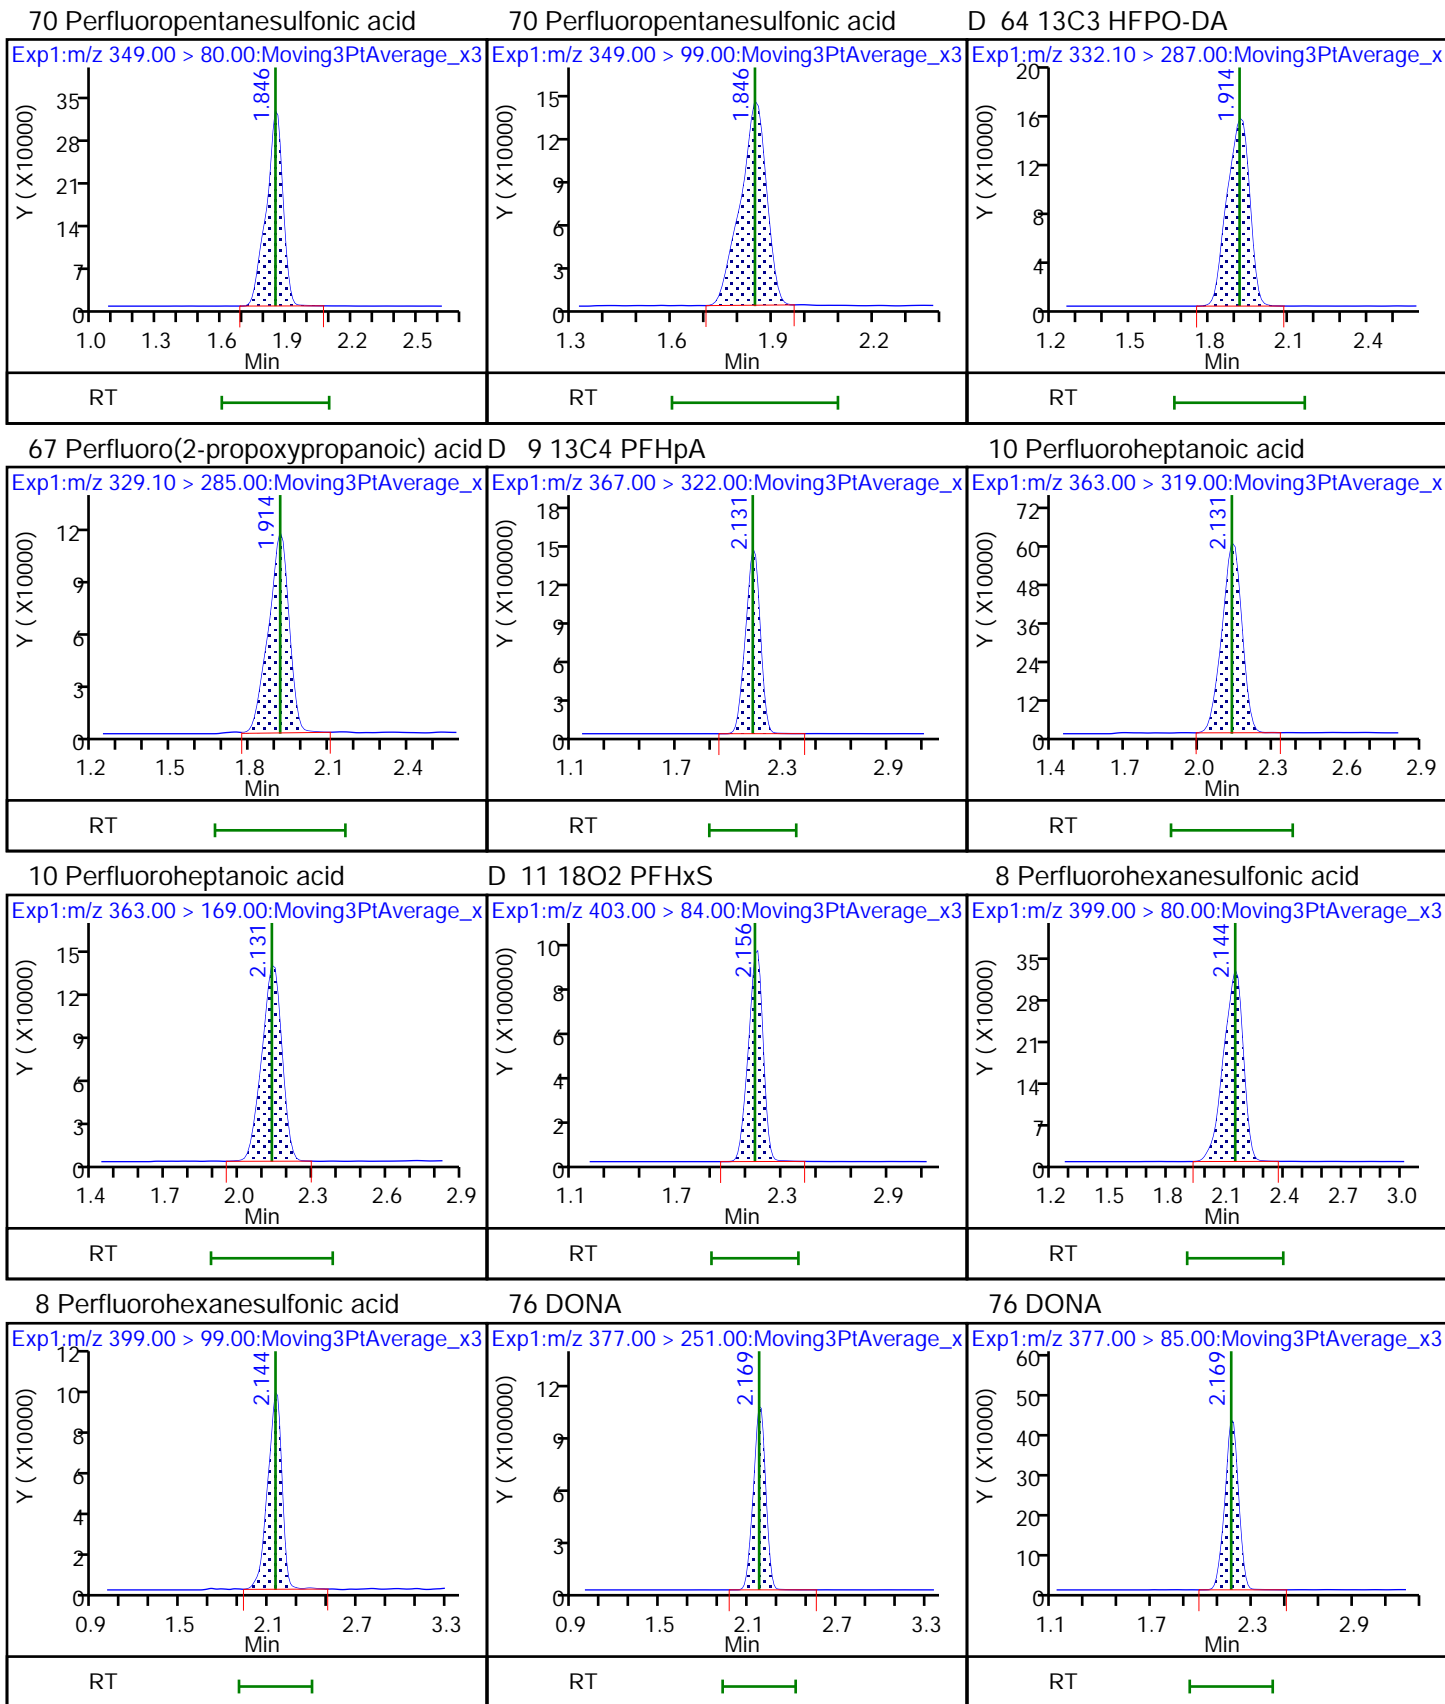 70 Perfluoropentanesulfonic acid
Exp1:m/z 349.00 > 80.00:Moving3PtAverage_x3
1.846
Y ( X10000)
35
28
21
14
7
0
1.0 1.3 1.6 1.9 2.2 2.5
Min
RT
70 Perfluoropentanesulfonic acid
Exp1:m/z 349.00 > 99.00:Moving3PtAverage_x3
1.846
Y ( X10000)
15
12
9
6
3
0
1.3 1.6 1.9 2.2
Min
RT
D 64 13C3 HFPO-DA
Exp1:m/z 332.10 > 287.00:Moving3PtAverage_x
1.914
Y ( X10000)
20
16
12
8
4
0
1.2 1.5 1.8 2.1 2.4
Min
RT
67 Perfluoro(2-propoxypropanoic) acid
Exp1:m/z 329.10 > 285.00:Moving3PtAverage_x
1.914
Y ( X10000)
12
9
6
3
0
1.2 1.5 1.8 2.1 2.4
Min
RT
D 9 13C4 PFHpA
Exp1:m/z 367.00 > 322.00:Moving3PtAverage_x
2.131
Y ( X100000)
18
15
12
9
6
3
0
1.1 1.7 2.3 2.9
Min
RT
10 Perfluoroheptanoic acid
Exp1:m/z 363.00 > 319.00:Moving3PtAverage_x
2.131
Y ( X10000)
72
60
48
36
24
12
0
1.4 1.7 2.0 2.3 2.6 2.9
Min
RT
10 Perfluoroheptanoic acid
Exp1:m/z 363.00 > 169.00:Moving3PtAverage_x
2.131
Y ( X10000)
15
12
9
6
3
0
1.4 1.7 2.0 2.3 2.6 2.9
Min
RT
D 11 18O2 PFHxS
Exp1:m/z 403.00 > 84.00:Moving3PtAverage_x3
2.156
Y ( X100000)
10
8
6
4
2
0
1.1 1.7 2.3 2.9
Min
RT
8 Perfluorohexanesulfonic acid
Exp1:m/z 399.00 > 80.00:Moving3PtAverage_x3
2.144
Y ( X10000)
35
28
21
14
7
0
1.2 1.5 1.8 2.1 2.4 2.7 3.0
Min
RT
8 Perfluorohexanesulfonic acid
Exp1:m/z 399.00 > 99.00:Moving3PtAverage_x3
2.144
Y ( X10000)
12
10
8
6
4
2
0
0.9 1.5 2.1 2.7 3.3
Min
RT
76 DONA
Exp1:m/z 377.00 > 251.00:Moving3PtAverage_x
2.169
Y ( X100000)
12
9
6
3
0
0.9 1.5 2.1 2.7 3.3
Min
RT
76 DONA
Exp1:m/z 377.00 > 85.00:Moving3PtAverage_x3
2.169
Y ( X10000)
60
50
40
30
20
10
0
1.1 1.7 2.3 2.9
Min
RT